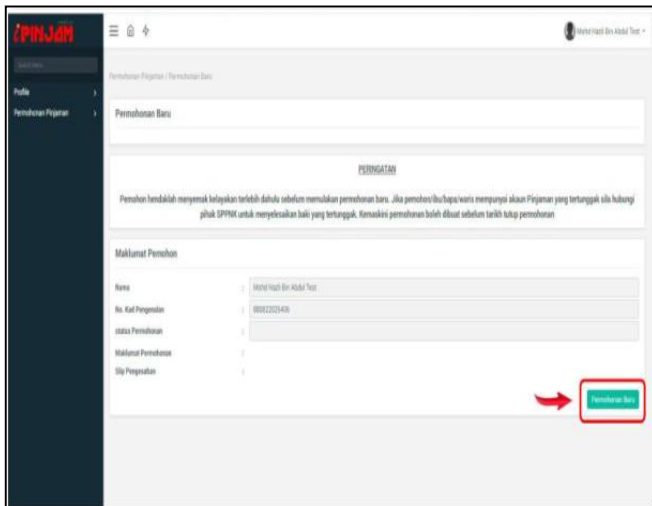 iPINJAM
Mohd Hazli Bin Abdul Test
Permohonan Pinjaman / Permohonan Baru
Profile
Permohonan Pinjaman
Permohonan Baru
PERINGATAN
Pemohon hendaklah menyemak kelayakan terlebih dahulu sebelum memulakan permohonan baru. Jika pemohon/ibu/bapa/waris mempunyai akaun Pinjaman yang tertunggak sila hubungi
pihak SPPNK untuk menyelesaikan baki yang tertunggak. Kemaskini permohonan boleh dibuat sebelum tarikh tutup permohonan
Maklumat Pemohon
Nama : Mohd Hazli Bin Abdul Test
No. Kad Pengenalan :
status Permohonan :
Maklumat Permohonan :
Slip Pengesahan :
Permohonan Baru